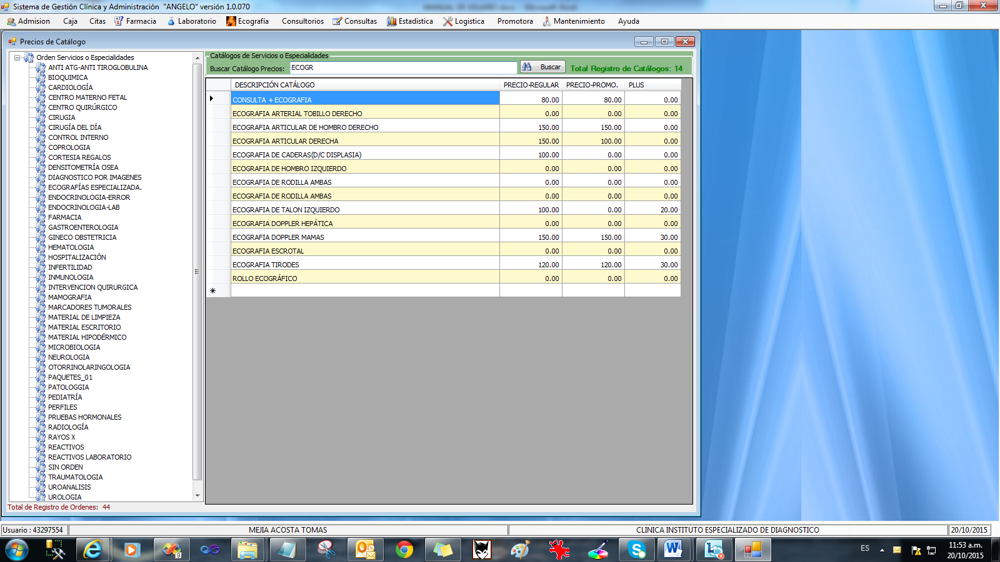 Sistema de Gestión Clínica y Administración "ANGELO" versión 1.0.070
Admision Caja Citas Farmacia Laboratorio Ecografía Consultorios Consultas Estadistica Logistica Promotora Mantenimiento Ayuda
Precios de Catálogo
Orden Servicios o Especialidades
ANTI ATG-ANTI TIROGLOBULINA
BIOQUIMICA
CARDIOLOGÍA
CENTRO MATERNO FETAL
CENTRO QUIRÚRGICO
CIRUGIA
CIRUGÍA DEL DÍA
CONTROL INTERNO
COPROLOGIA
CORTESIA REGALOS
DENSITOMETRÍA OSEA
DIAGNOSTICO POR IMAGENES
ECOGRAFÍAS ESPECIALIZADA.
ENDOCRINOLOGIA-ERROR
ENDOCRINOLOGIA-LAB
FARMACIA
GASTROENTEROLOGIA
GINECO OBSTETRICIA
HEMATOLOGIA
HOSPITALIZACIÓN
INFERTILIDAD
INMUNOLOGIA
INTERVENCION QUIRURGICA
MAMOGRAFIA
MARCADORES TUMORALES
MATERIAL DE LIMPIEZA
MATERIAL ESCRITORIO
MATERIAL HIPODÉRMICO
MICROBIOLOGIA
NEUROLOGIA
OTORRINOLARINGOLOGIA
PAQUETES_01
PATOLOGGIA
PEDIATRÍA
PERFILES
PRUEBAS HORMONALES
RADIOLOGÍA
RAYOS X
REACTIVOS
REACTIVOS LABORATORIO
SIN ORDEN
TRAUMATOLOGIA
UROANALISIS
UROLOGIA
Total de Registro de Ordenes: 44
Catálogos de Servicios o Especialidades
Buscar Catálogo Precios: ECOGR Buscar Total Registro de Catálogos: 14
DESCRIPCIÓN CATÁLOGO PRECIO-REGULAR PRECIO-PROMO. PLUS
CONSULTA + ECOGRAFIA 80.00 80.00 0.00
ECOGRAFIA ARTERIAL TOBILLO DERECHO 0.00 0.00 0.00
ECOGRAFIA ARTICULAR DE HOMBRO DERECHO 150.00 150.00 0.00
ECOGRAFIA ARTICULAR DERECHA 150.00 100.00 0.00
ECOGRAFIA DE CADERAS(D/C DISPLASIA) 100.00 0.00 0.00
ECOGRAFIA DE HOMBRO IZQUIERDO 0.00 0.00 0.00
ECOGRAFIA DE RODILLA AMBAS 0.00 0.00 0.00
ECOGRAFIA DE RODILLA AMBAS 0.00 0.00 0.00
ECOGRAFIA DE TALON IZQUIERDO 100.00 0.00 20.00
ECOGRAFIA DOPPLER HEPÁTICA 0.00 0.00 0.00
ECOGRAFIA DOPPLER MAMAS 150.00 150.00 30.00
ECOGRAFIA ESCROTAL 0.00 0.00 0.00
ECOGRAFIA TIRODES 120.00 120.00 30.00
ROLLO ECOGRÁFICO 0.00 0.00 0.00
Usuario : 43297554 MEJIA ACOSTA TOMAS CLINICA INSTITUTO ESPECIALIZADO DE DIAGNOSTICO 20/10/2015
9
ES
11:53 a.m.
20/10/2015